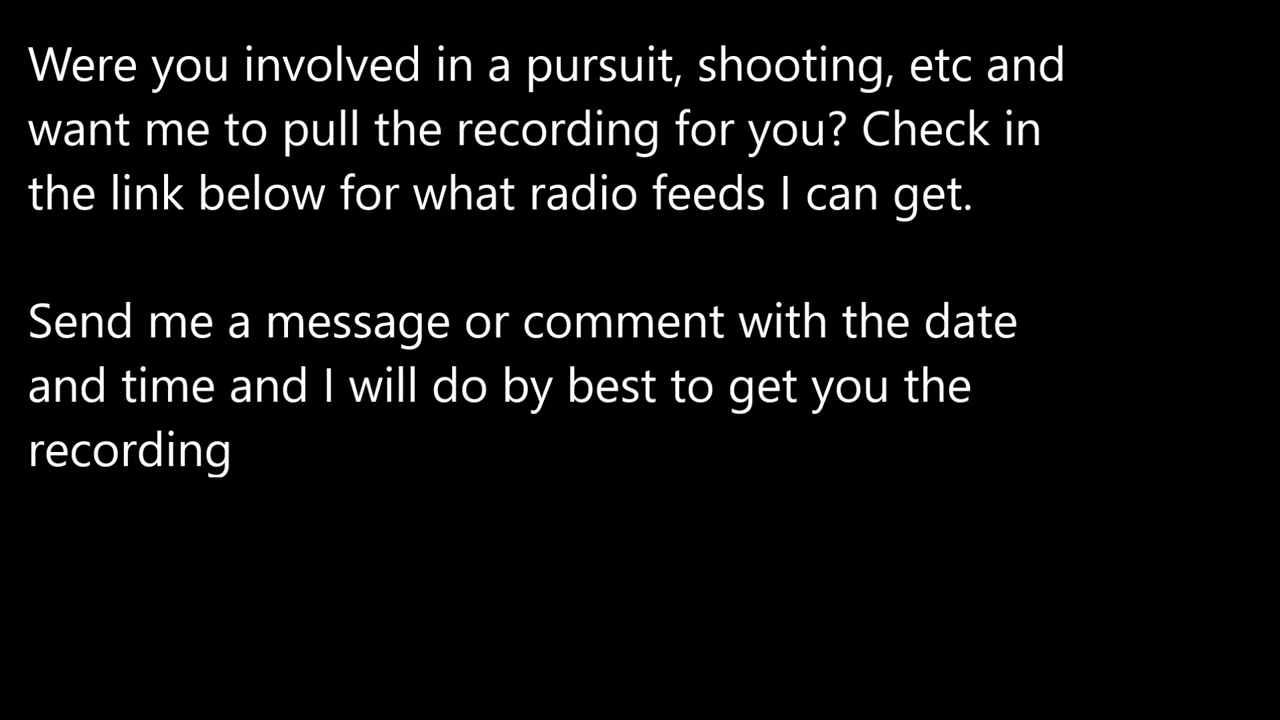 Were you involved in a pursuit, shooting, etc and
want me to pull the recording for you? Check in
the link below for what radio feeds I can get.
Send me a message or comment with the date
and time and I will do by best to get you the
recording